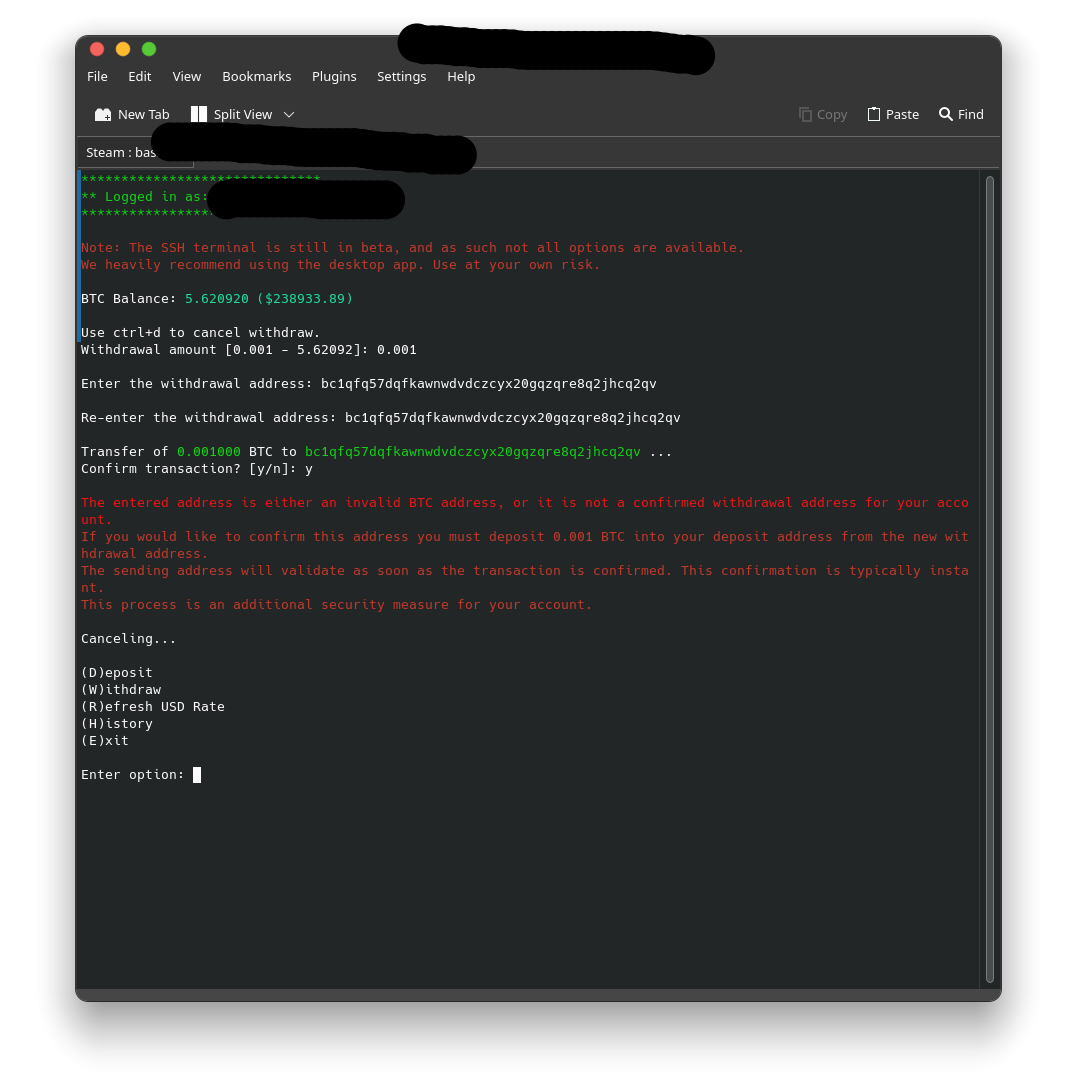 File Edit View Bookmarks Plugins Settings Help
New Tab Split View Copy Paste Find
Steam : bas
******************************
** Logged in as:
****************
Note: The SSH terminal is still in beta, and as such not all options are available.
We heavily recommend using the desktop app. Use at your own risk.
BTC Balance: 5.620920 ($238933.89)
Use ctrl+d to cancel withdraw.
Withdrawal amount [0.001 - 5.62092]: 0.001
Enter the withdrawal address: bc1qfq57dqfkawnwdvdczcyx20gqzqre8q2jhcq2qv
Re-enter the withdrawal address: bc1qfq57dqfkawnwdvdczcyx20gqzqre8q2jhcq2qv
Transfer of 0.001000 BTC to bc1qfq57dqfkawnwdvdczcyx20gqzqre8q2jhcq2qv ...
Confirm transaction? [y/n]: y
The entered address is either an invalid BTC address, or it is not a confirmed withdrawal address for your acco
unt.
If you would like to confirm this address you must deposit 0.001 BTC into your deposit address from the new wit
hdrawal address.
The sending address will validate as soon as the transaction is confirmed. This confirmation is typically insta
nt.
This process is an additional security measure for your account.
Canceling...
(D)eposit
(W)ithdraw
(R)efresh USD Rate
(H)istory
(E)xit
Enter option: